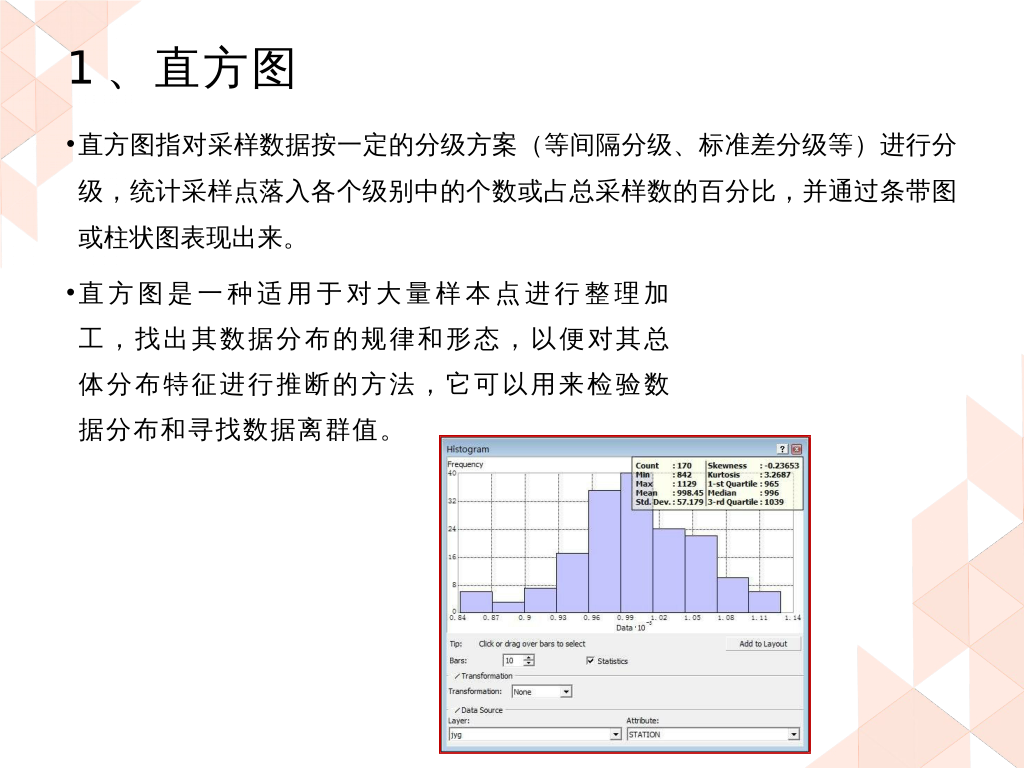 1、直方图
•直方图指对采样数据按一定的分级方案（等间隔分级、标准差分级等）进行分
级，统计采样点落入各个级别中的个数或占总采样数的百分比，并通过条带图
或柱状图表现出来。
•直方图是一种适用于对大量样本点进行整理加
工，找出其数据分布的规律和形态，以便对其总
体分布特征进行推断的方法，它可以用来检验数
据分布和寻找数据离群值。
Histogram
Frequency
Count : 170 Skewness : -0.23653
Min : 842 Kurtosis : 3.2687
Max : 1129 1-st Quartile : 965
Mean : 998.45 Median : 996
Std. Dev. : 57.179 3-rd Quartile : 1039
40
32
24
16
8
0
0.84 0.87 0.9 0.93 0.96 0.99 1.02 1.05 1.08 1.11 1.14
Data·10⁻³
Tip: Click or drag over bars to select
Add to Layout
Bars: 10 Statistics
Transformation
Transformation: None
Data Source
Layer: Attribute:
jyg STATION